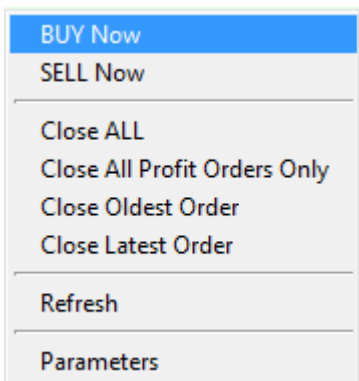 BUY Now
SELL Now
Close ALL
Close All Profit Orders Only
Close Oldest Order
Close Latest Order
Refresh
Parameters